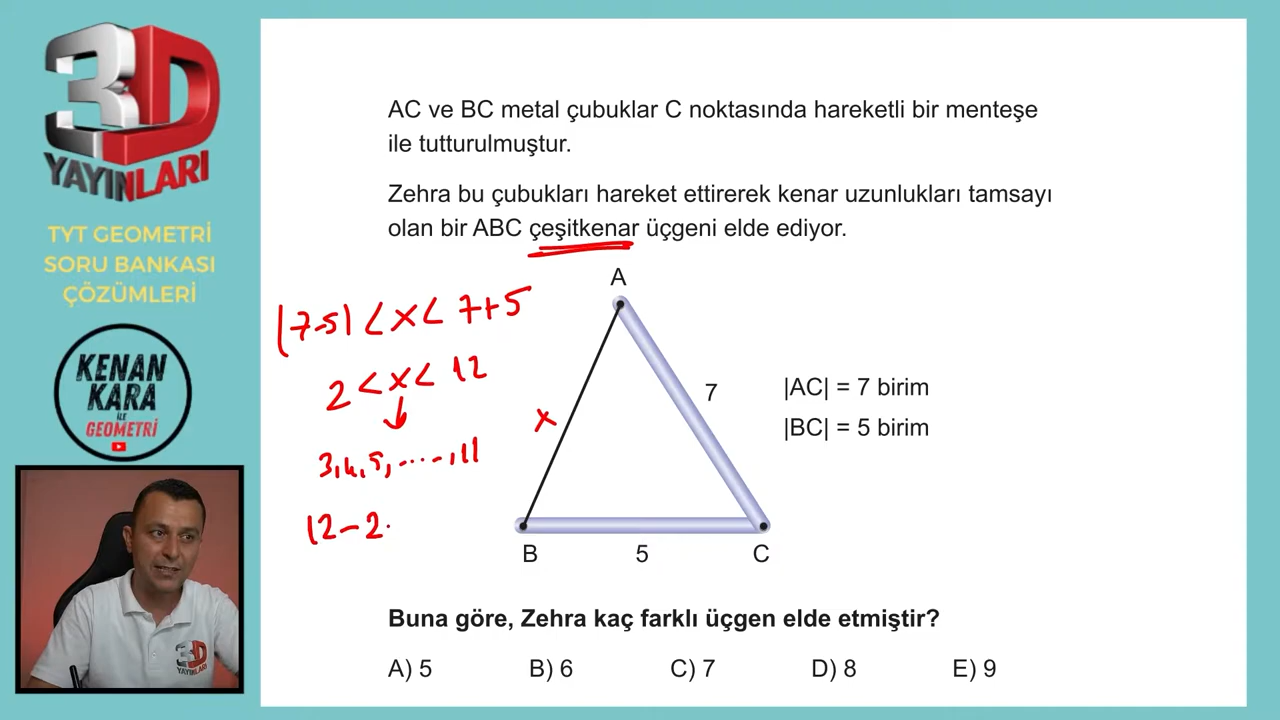 3D
YAYINLARI
TYT GEOMETRİ
SORU BANKASI
ÇÖZÜMLERİ
KENAN
KARA
İLE
GEOMETRİ
3D
YAYINLARI
AC ve BC metal çubuklar C noktasında hareketli bir menteşe
ile tutturulmuştur.
Zehra bu çubukları hareket ettirerek kenar uzunlukları tamsayı
olan bir ABC çeşitkenar üçgeni elde ediyor.
A
|7-5| < x < 7+5
2 < x < 12
x
7
|AC| = 7 birim
|BC| = 5 birim
3,4,5,.....,11
12-2.
B
5
C
Buna göre, Zehra kaç farklı üçgen elde etmiştir?
A) 5 B) 6 C) 7 D) 8 E) 9